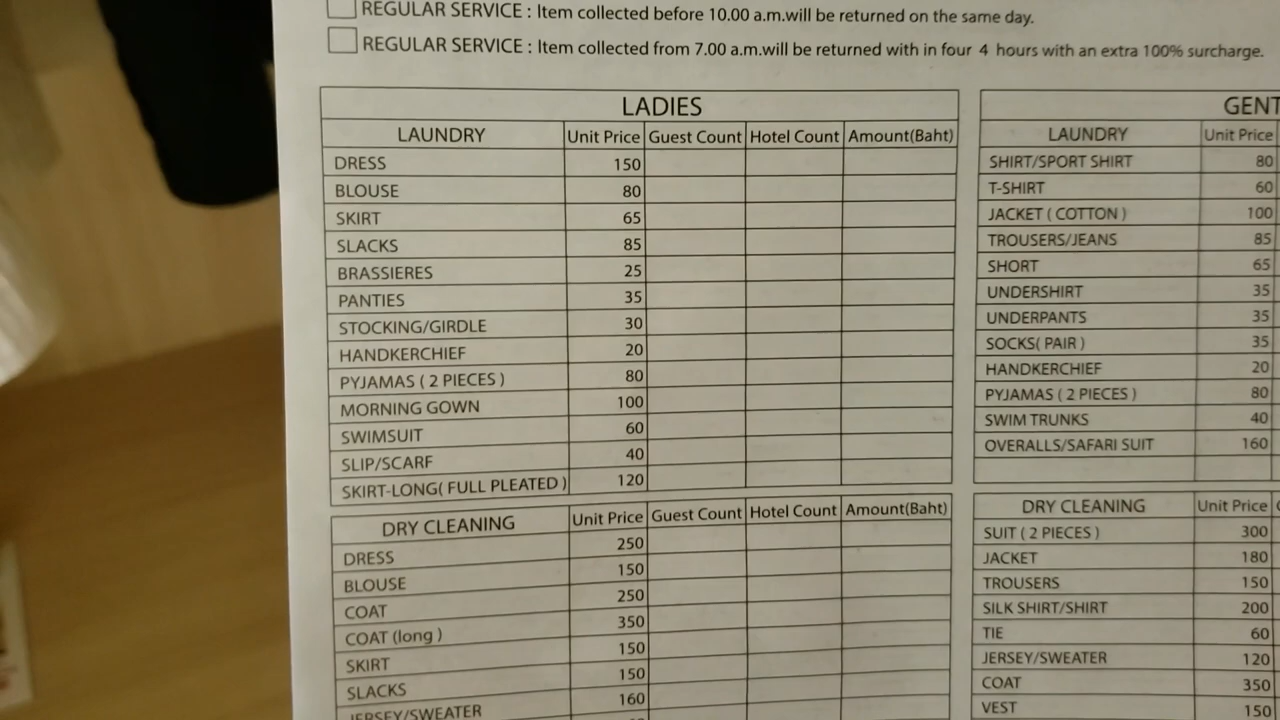 REGULAR SERVICE : Item collected before 10.00 a.m.will be returned on the same day.
REGULAR SERVICE : Item collected from 7.00 a.m.will be returned with in four 4 hours with an extra 100% surcharge.
LADIES
LAUNDRY Unit Price Guest Count Hotel Count Amount(Baht)
DRESS 150
BLOUSE 80
SKIRT 65
SLACKS 85
BRASSIERES 25
PANTIES 35
STOCKING/GIRDLE 30
HANDKERCHIEF 20
PYJAMAS ( 2 PIECES ) 80
MORNING GOWN 100
SWIMSUIT 60
SLIP/SCARF 40
SKIRT-LONG( FULL PLEATED ) 120
DRY CLEANING Unit Price Guest Count Hotel Count Amount(Baht)
DRESS 250
BLOUSE 150
COAT 250
COAT (long ) 350
SKIRT 150
SLACKS 150
JERSEY/SWEATER 160
GENT
LAUNDRY Unit Price
SHIRT/SPORT SHIRT 80
T-SHIRT 60
JACKET ( COTTON ) 100
TROUSERS/JEANS 85
SHORT 65
UNDERSHIRT 35
UNDERPANTS 35
SOCKS( PAIR ) 35
HANDKERCHIEF 20
PYJAMAS ( 2 PIECES ) 80
SWIM TRUNKS 40
OVERALLS/SAFARI SUIT 160
DRY CLEANING Unit Price
SUIT ( 2 PIECES ) 300
JACKET 180
TROUSERS 150
SILK SHIRT/SHIRT 200
TIE 60
JERSEY/SWEATER 120
COAT 350
VEST 150